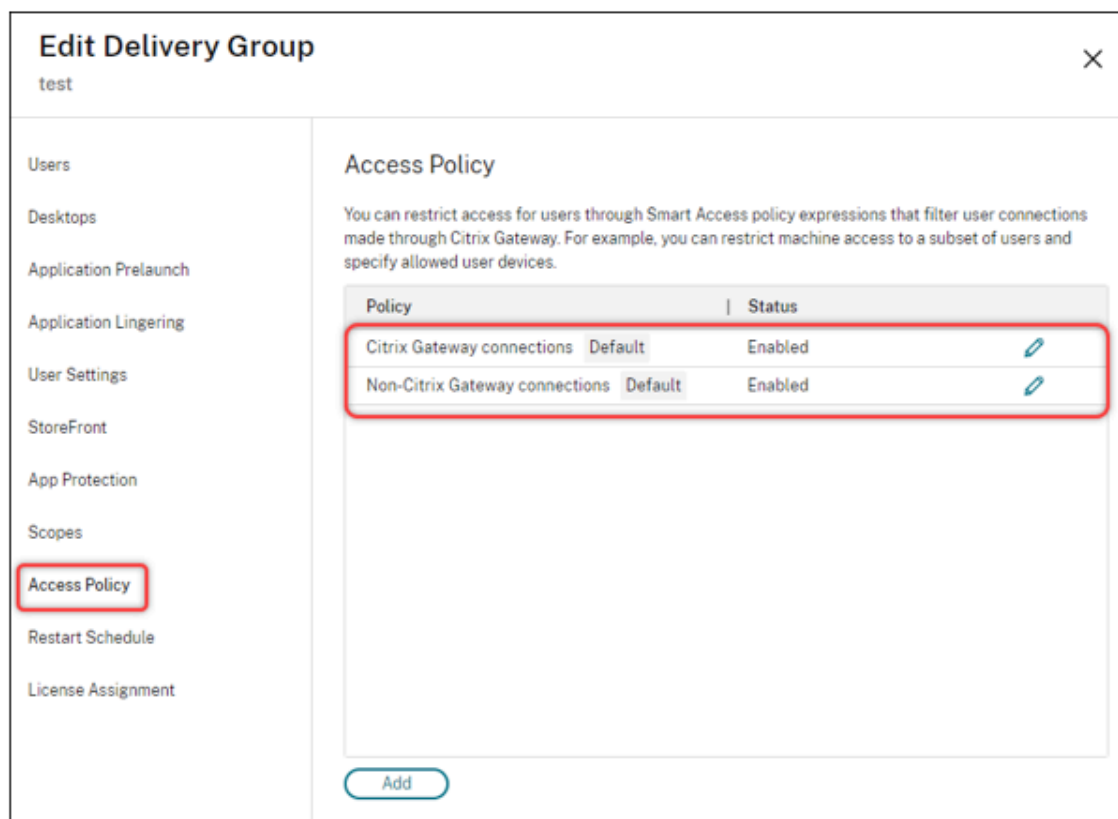 Edit Delivery Group
test
Users
Desktops
Application Prelaunch
Application Lingering
User Settings
StoreFront
App Protection
Scopes
Access Policy
Restart Schedule
License Assignment
Access Policy
You can restrict access for users through Smart Access policy expressions that filter user connections
made through Citrix Gateway. For example, you can restrict machine access to a subset of users and
specify allowed user devices.
Policy | Status
Citrix Gateway connections Default Enabled
Non-Citrix Gateway connections Default Enabled
Add